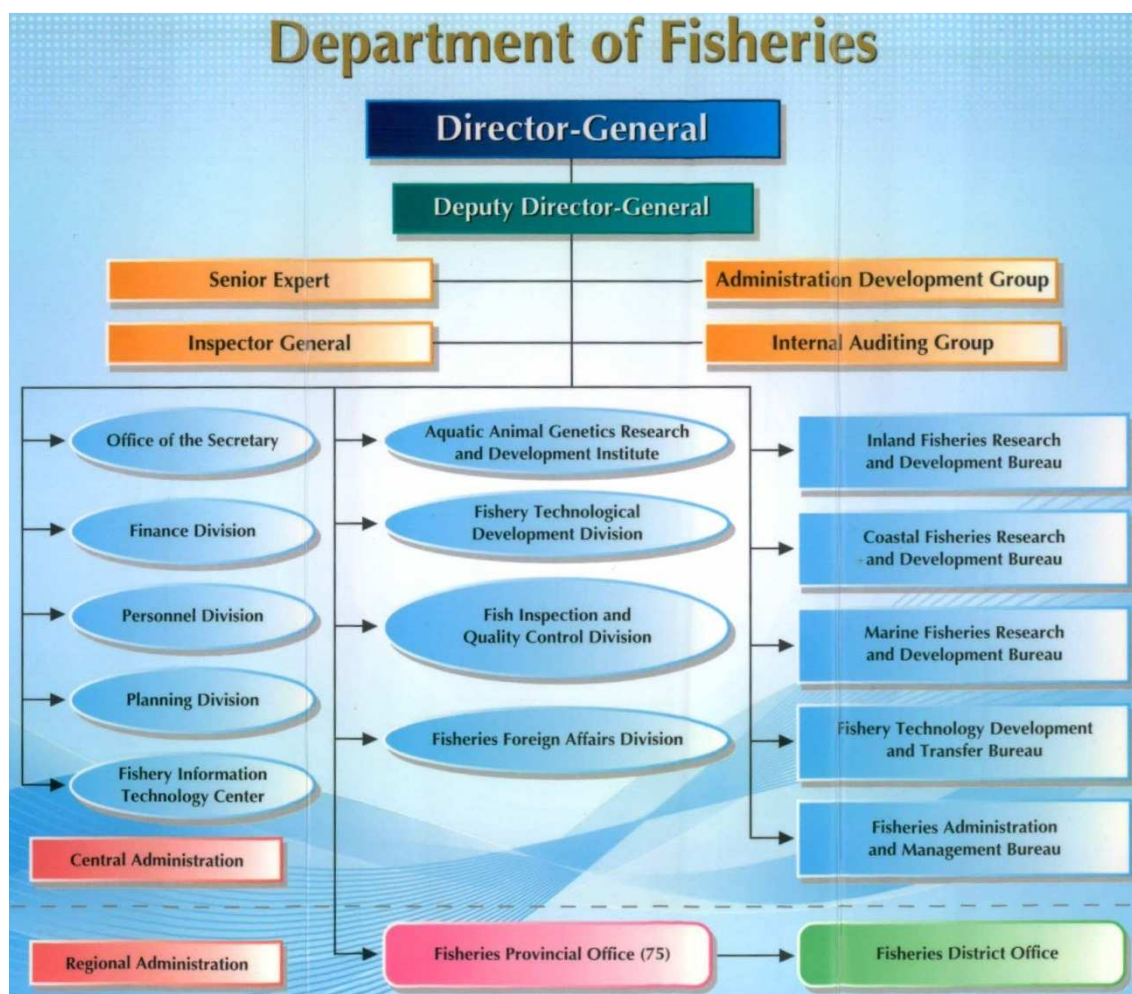 Department of Fisheries
Director-General
Deputy Director-General
Senior Expert
Administration Development Group
Inspector General
Internal Auditing Group
Office of the Secretary
Finance Division
Personnel Division
Planning Division
Fishery Information
Technology Center
Aquatic Animal Genetics Research
and Development Institute
Fishery Technological
Development Division
Fish Inspection and
Quality Control Division
Fisheries Foreign Affairs Division
Inland Fisheries Research
and Development Bureau
Coastal Fisheries Research
and Development Bureau
Marine Fisheries Research
and Development Bureau
Fishery Technology Development
and Transfer Bureau
Fisheries Administration
and Management Bureau
Central Administration
Regional Administration
Fisheries Provincial Office (75)
Fisheries District Office